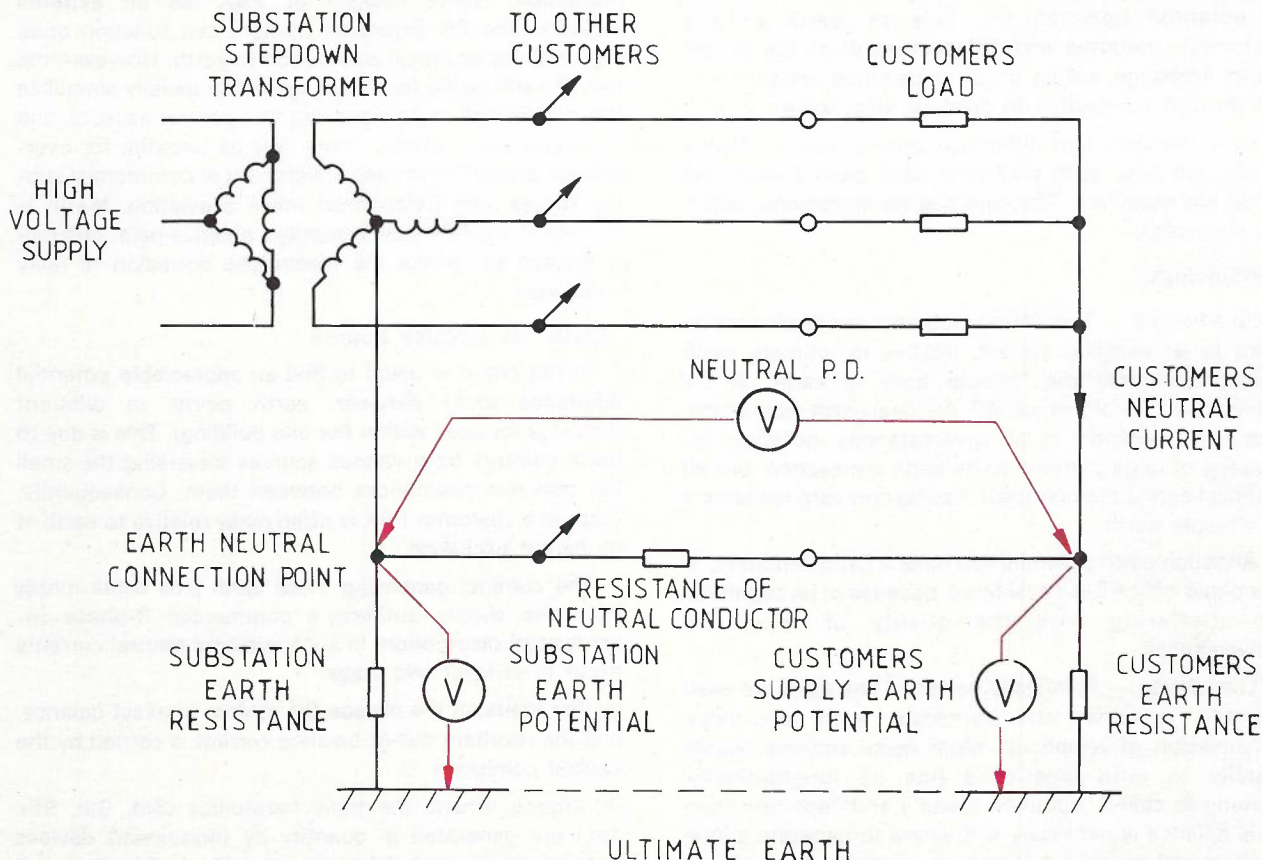 SUBSTATION
STEPDOWN
TRANSFORMER
TO OTHER
CUSTOMERS
CUSTOMERS
LOAD
HIGH
VOLTAGE
SUPPLY
NEUTRAL P.D.
V
CUSTOMERS
NEUTRAL
CURRENT
EARTH NEUTRAL
CONNECTION POINT
RESISTANCE OF
NEUTRAL CONDUCTOR
SUBSTATION
EARTH
RESISTANCE
V
SUBSTATION
EARTH
POTENTIAL
CUSTOMERS
SUPPLY EARTH
POTENTIAL
V
CUSTOMERS
EARTH
RESISTANCE
ULTIMATE EARTH